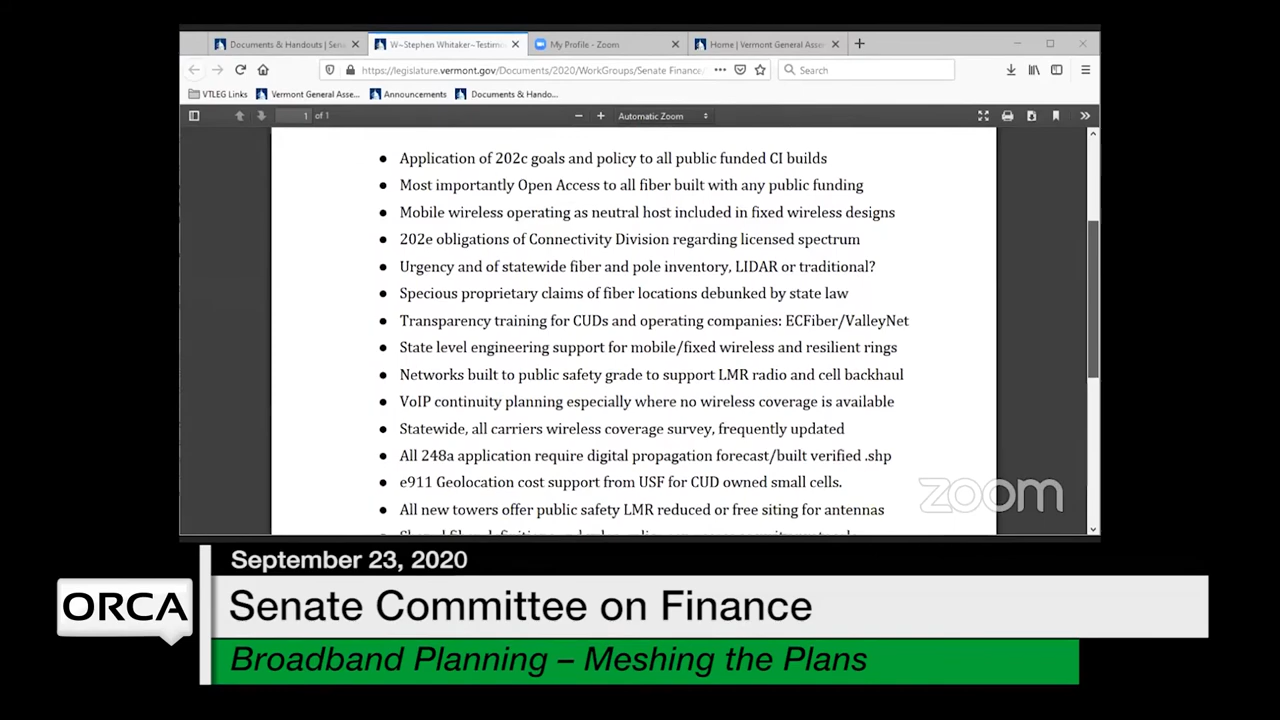 Documents & Handouts | Sena
W~Stephen Whitaker~Testimo
My Profile - Zoom
Home | Vermont General Asse
https://legislature.vermont.gov/Documents/2020/WorkGroups/Senate Finance/
Search
VTLEG Links
Vermont General Asse...
Announcements
Documents & Hando...
1 of 1
Automatic Zoom
● Application of 202c goals and policy to all public funded CI builds
● Most importantly Open Access to all fiber built with any public funding
● Mobile wireless operating as neutral host included in fixed wireless designs
● 202e obligations of Connectivity Division regarding licensed spectrum
● Urgency and of statewide fiber and pole inventory, LIDAR or traditional?
● Specious proprietary claims of fiber locations debunked by state law
● Transparency training for CUDs and operating companies: ECFiber/ValleyNet
● State level engineering support for mobile/fixed wireless and resilient rings
● Networks built to public safety grade to support LMR radio and cell backhaul
● VoIP continuity planning especially where no wireless coverage is available
● Statewide, all carriers wireless coverage survey, frequently updated
● All 248a application require digital propagation forecast/built verified .shp
● e911 Geolocation cost support from USF for CUD owned small cells.
● All new towers offer public safety LMR reduced or free siting for antennas
zoom
September 23, 2020
ORCA
Senate Committee on Finance
Broadband Planning – Meshing the Plans